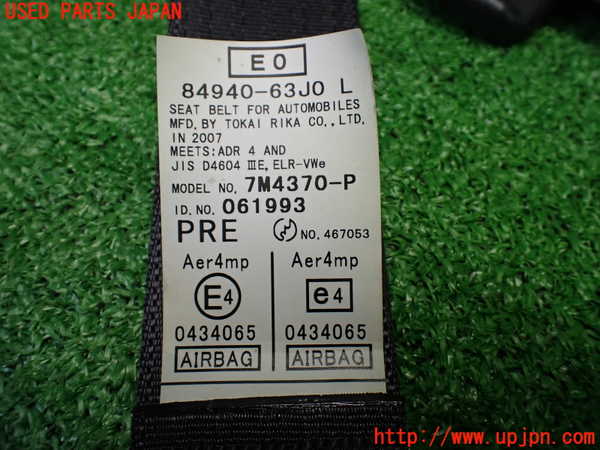 USED PARTS JAPAN
E0
84940-63J0 L
SEAT BELT FOR AUTOMOBILES
MFD. BY TOKAI RIKA CO., LTD.
IN 2007
MEETS:ADR 4 AND
JIS D4604 ⅢE, ELR-VWe
MODEL NO. 7M4370-P
ID. NO. 061993
PRE NO. 467053
Aer4mp Aer4mp
E4 e4
0434065 0434065
AIRBAG AIRBAG
http://www.upjpn.com/